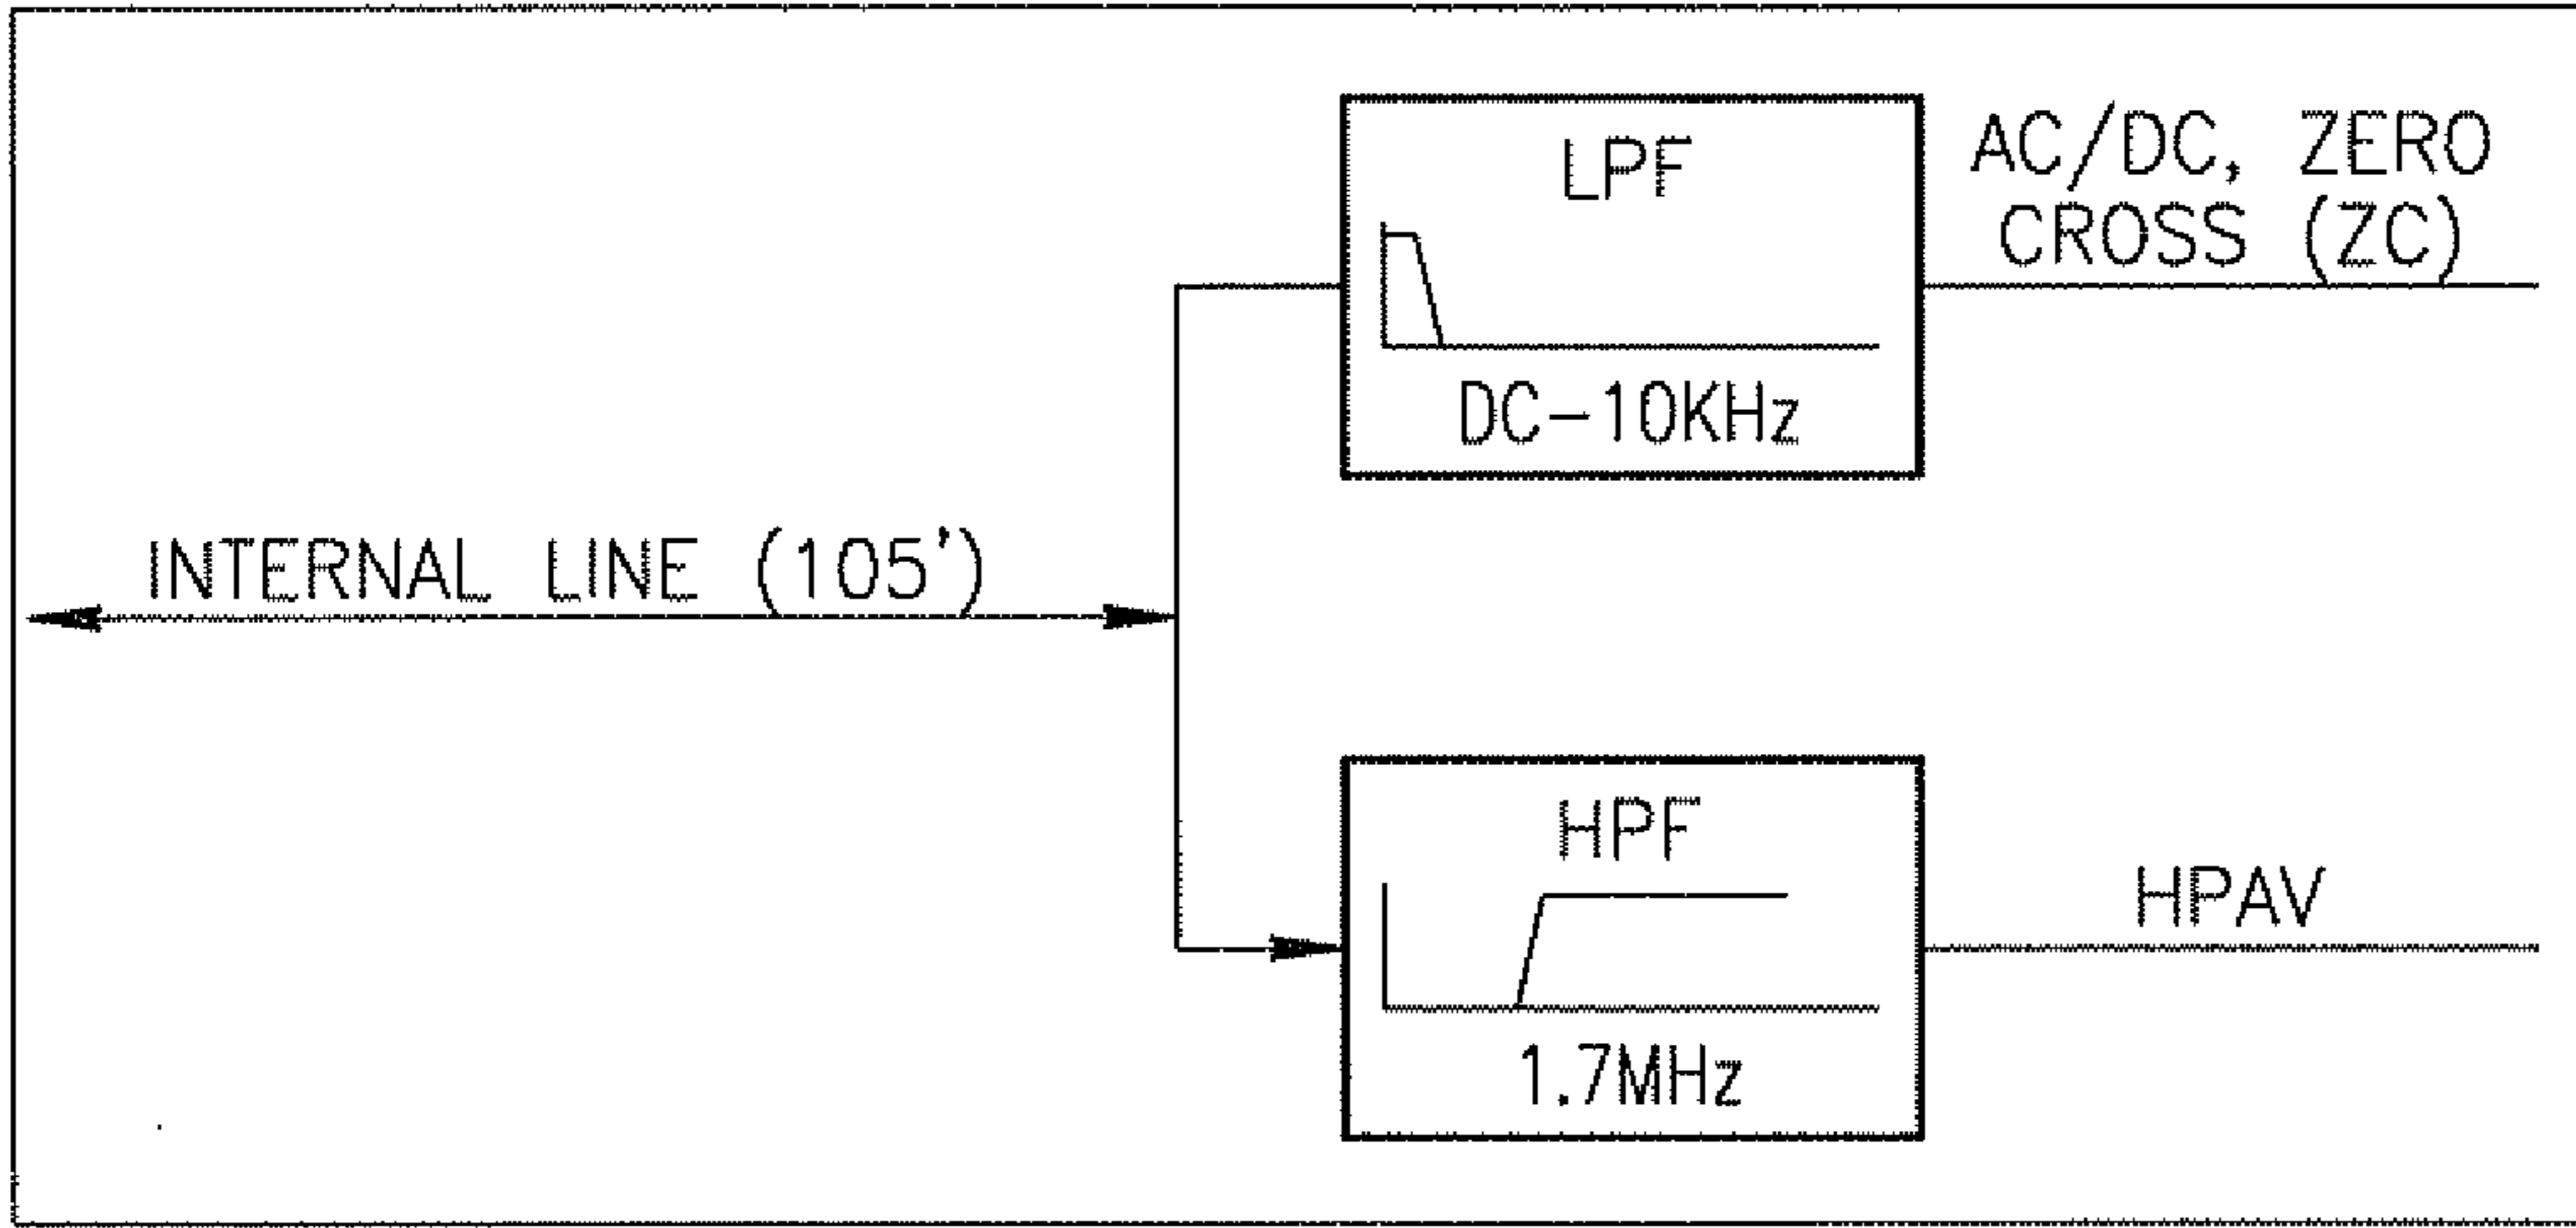 LPF
DC-10KHz
AC/DC, ZERO
CROSS (ZC)
INTERNAL LINE (105')
HPF
1.7MHz
HPAV